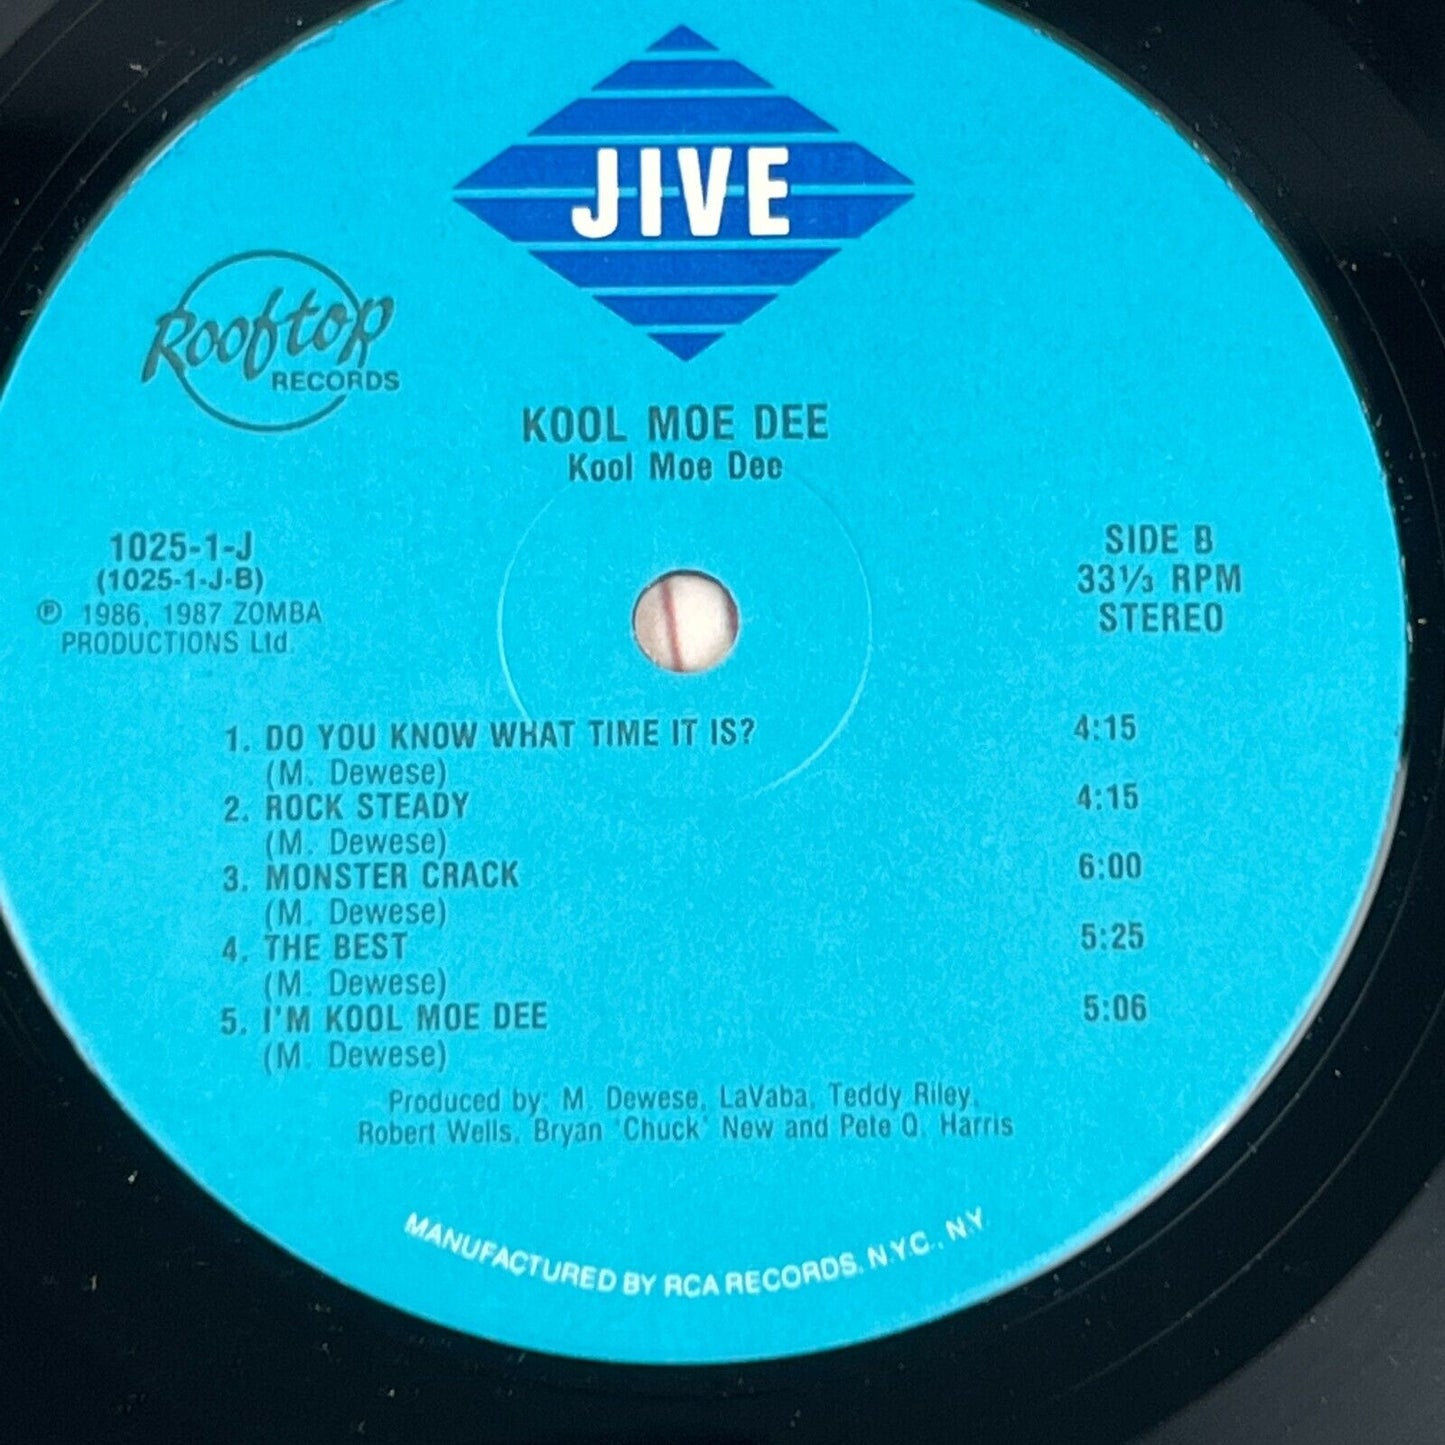 JIVE
Rooftop
RECORDS
KOOL MOE DEE
Kool Moe Dee
1025-1-J
(1025-1-J-B)
℗ 1986, 1987 ZOMBA
PRODUCTIONS Ltd.
SIDE B
33⅓ RPM
STEREO
1. DO YOU KNOW WHAT TIME IT IS? 4:15
(M. Dewese)
2. ROCK STEADY 4:15
(M. Dewese)
3. MONSTER CRACK 6:00
(M. Dewese)
4. THE BEST 5:25
(M. Dewese)
5. I'M KOOL MOE DEE 5:06
(M. Dewese)
Produced by: M. Dewese, LaVaba, Teddy Riley,
Robert Wells, Bryan "Chuck" New and Pete Q. Harris
MANUFACTURED BY RCA RECORDS, N.Y.C., N.Y.